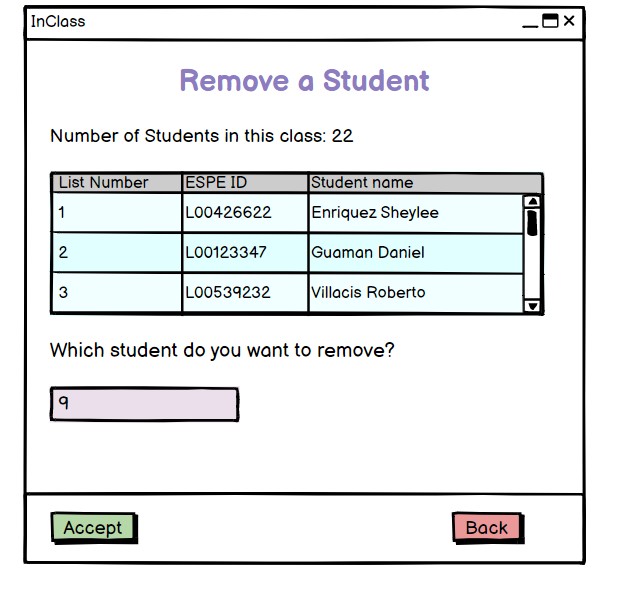 InClass
Remove a Student
Number of Students in this class: 22
List Number ESPE ID Student name
1 L00426622 Enriquez Sheylee
2 L00123347 Guaman Daniel
3 L00539232 Villacis Roberto
Which student do you want to remove?
9
Accept Back